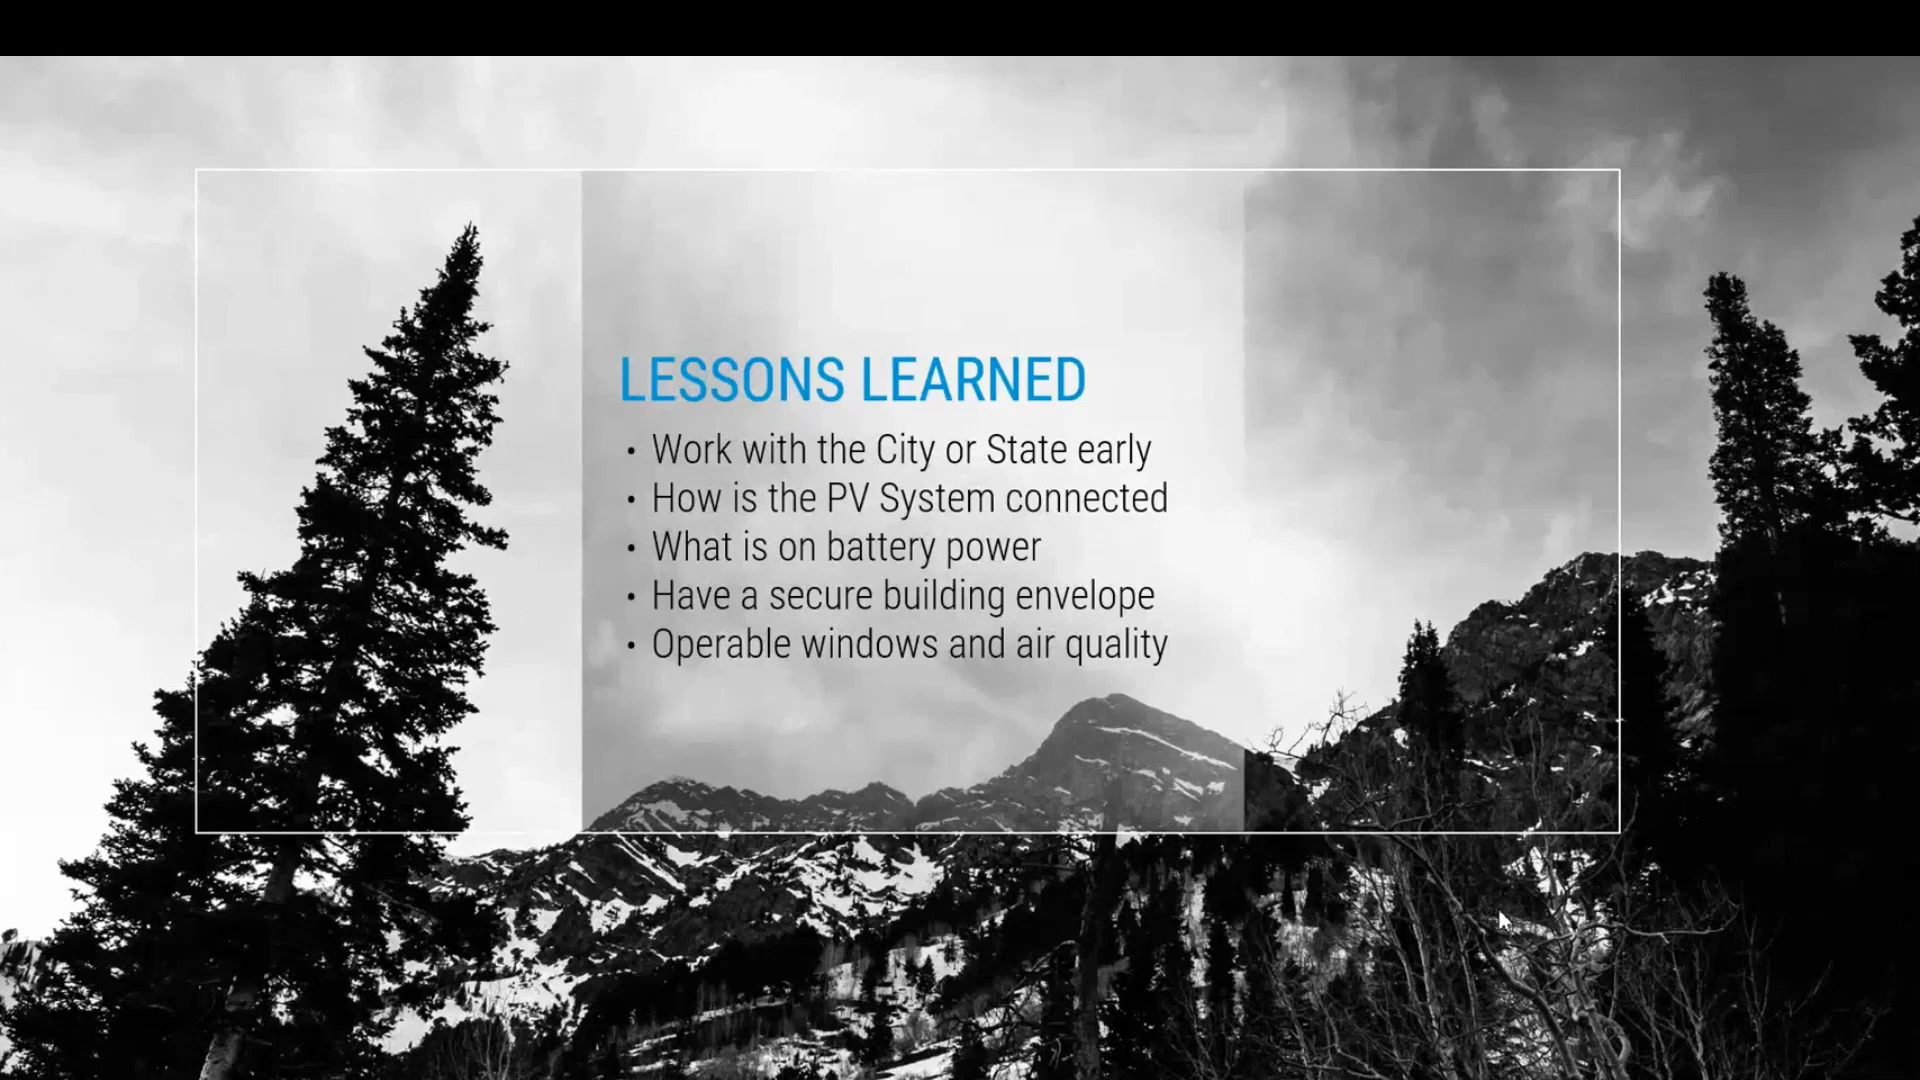 LESSONS LEARNED
• Work with the City or State early
• How is the PV System connected
• What is on battery power
• Have a secure building envelope
• Operable windows and air quality